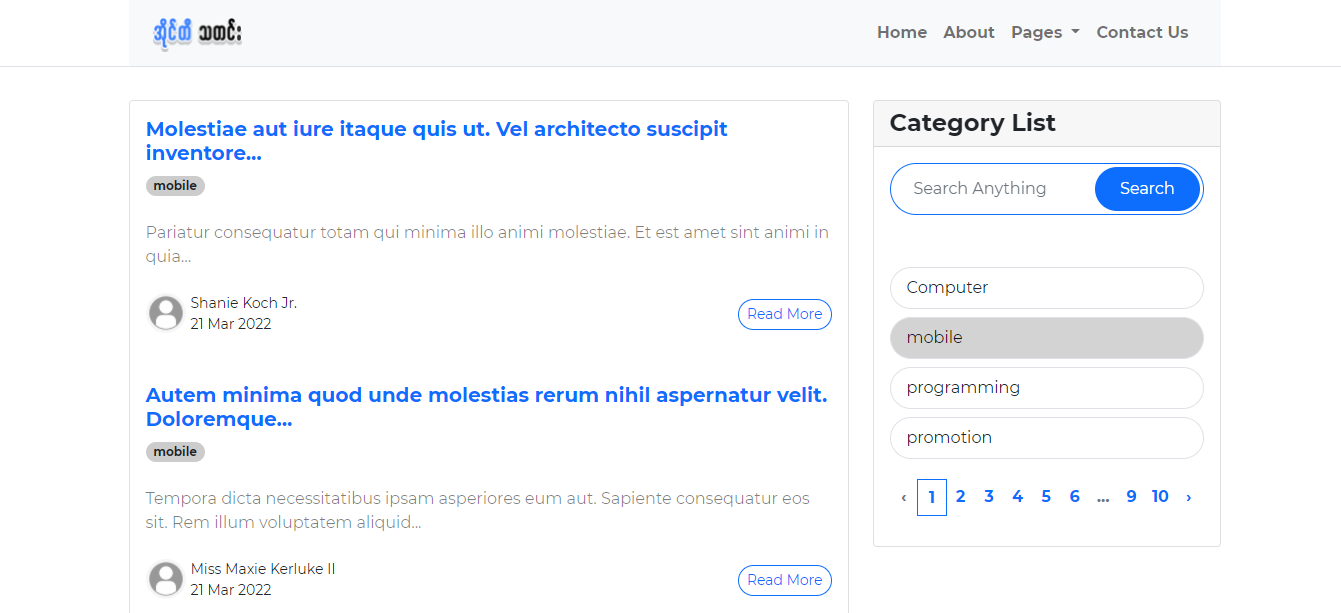 အိုင်တီ သတင်း
Home About Pages Contact Us
Molestiae aut iure itaque quis ut. Vel architecto suscipit
inventore...
mobile
Pariatur consequatur totam qui minima illo animi molestiae. Et est amet sint animi in
quia...
Shanie Koch Jr.
21 Mar 2022
Read More
Autem minima quod unde molestias rerum nihil aspernatur velit.
Doloremque...
mobile
Tempora dicta necessitatibus ipsam asperiores eum aut. Sapiente consequatur eos
sit. Rem illum voluptatem aliquid...
Miss Maxie Kerluke II
21 Mar 2022
Read More
Category List
Search Anything Search
Computer
mobile
programming
promotion
‹ 1 2 3 4 5 6 ... 9 10 ›